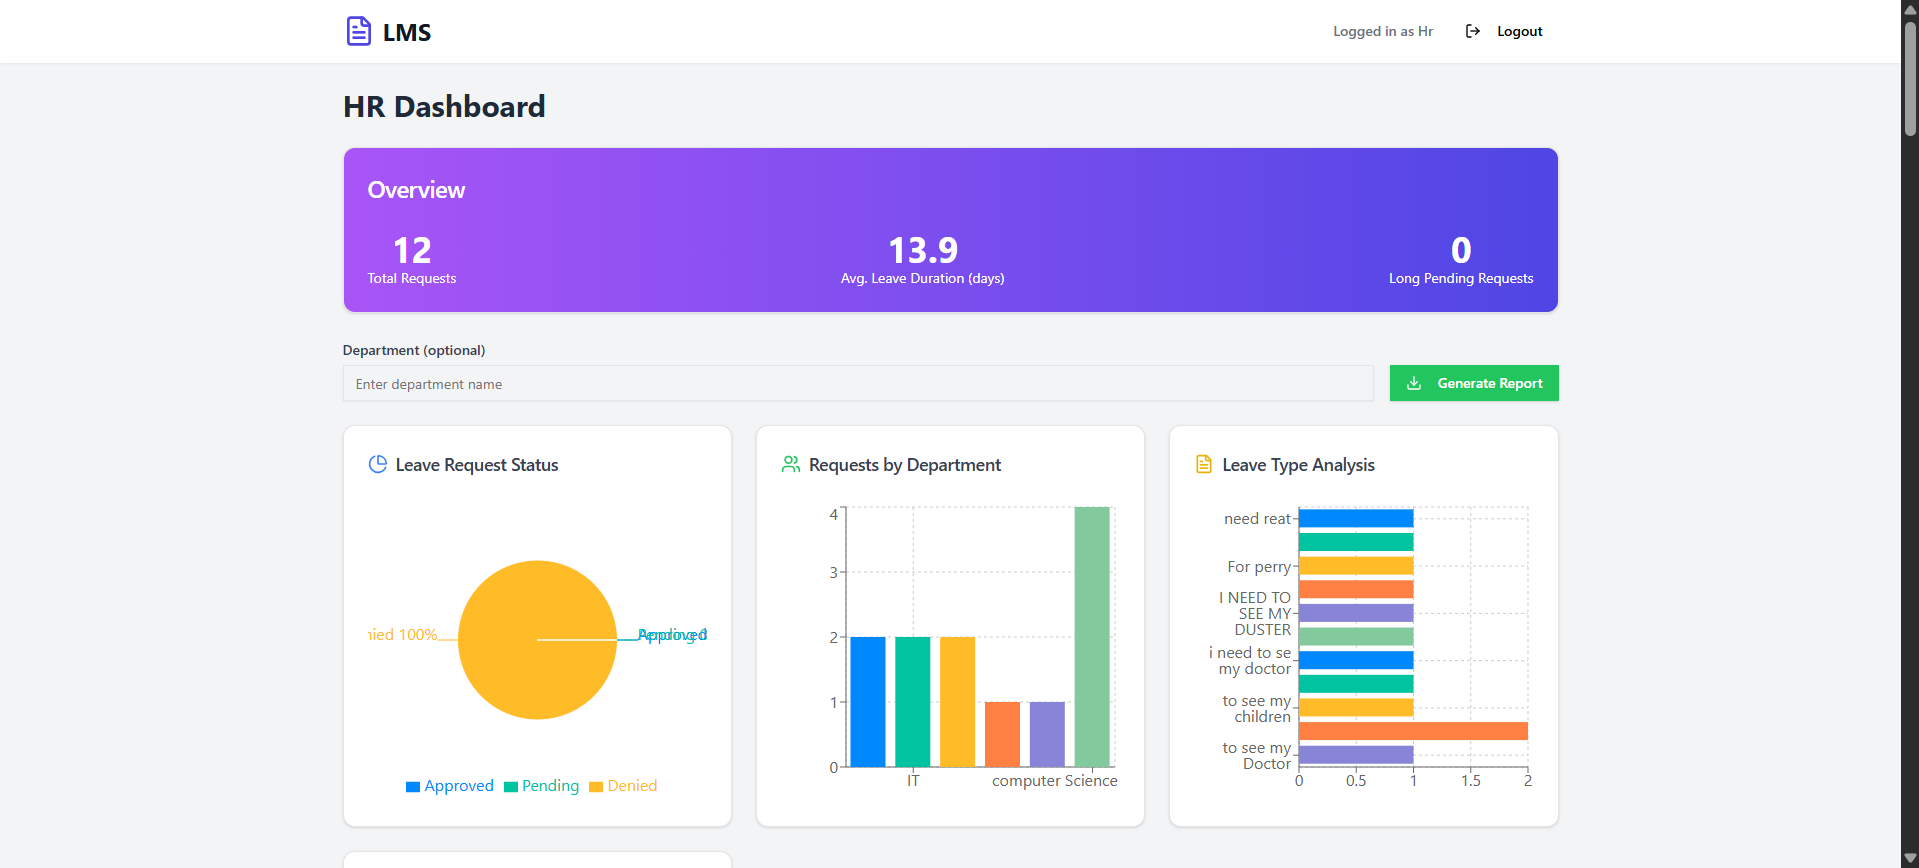 LMS
Logged in as Hr
Logout
HR Dashboard
Overview
12
Total Requests
13.9
Avg. Leave Duration (days)
0
Long Pending Requests
Department (optional)
Enter department name
Generate Report
Leave Request Status
nied 100%
Approved
Pending
Approved
Pending
Denied
Requests by Department
4
3
2
1
0
IT
computer Science
Leave Type Analysis
need reat
For perry
I NEED TO
SEE MY
DUSTER
i need to se
my doctor
to see my
children
to see my
Doctor
0
0.5
1
1.5
2